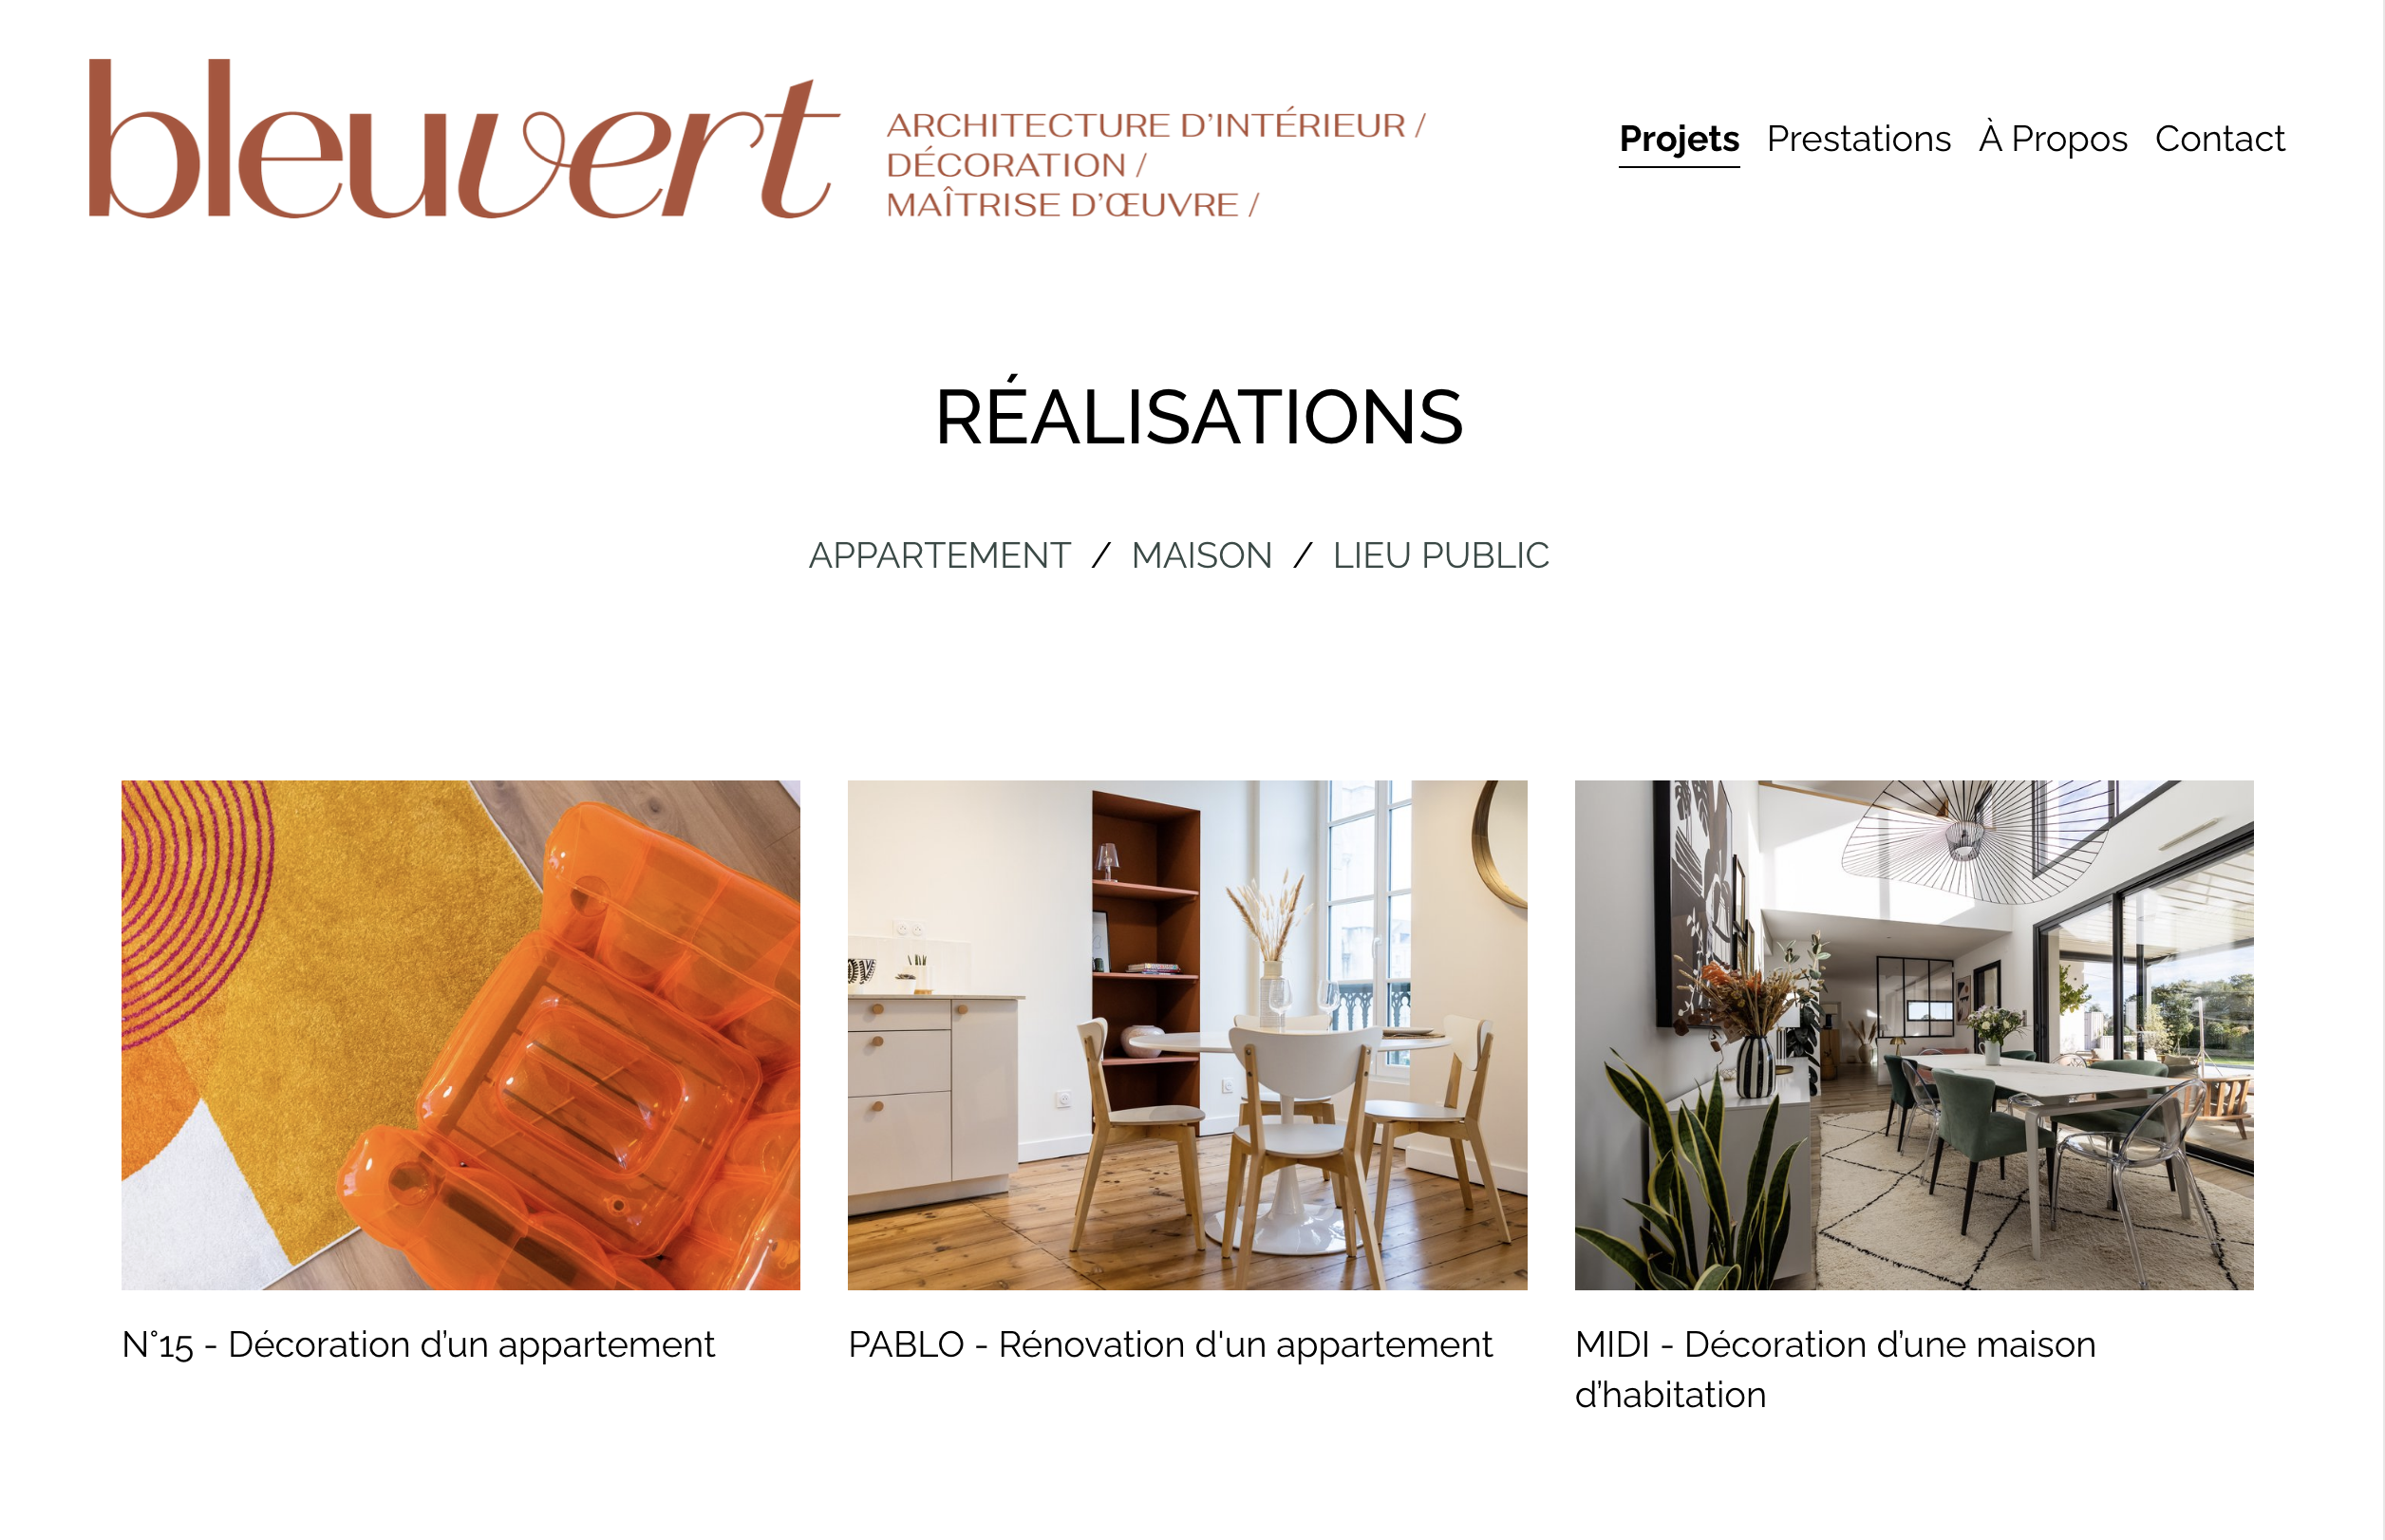 bleuvert
ARCHITECTURE D’INTÉRIEUR /
DÉCORATION /
MAÎTRISE D’ŒUVRE /
Projets Prestations À Propos Contact
RÉALISATIONS
APPARTEMENT / MAISON / LIEU PUBLIC
N°15 - Décoration d’un appartement
PABLO - Rénovation d'un appartement
MIDI - Décoration d’une maison
d’habitation